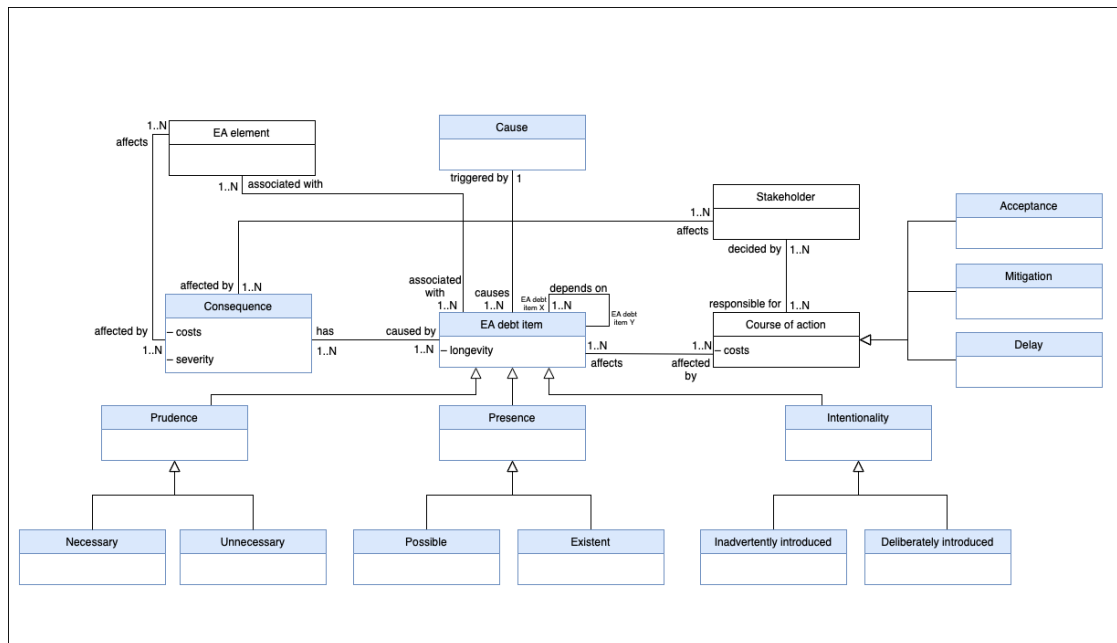 1..N
EA element
affects
Cause
1..N
associated with
triggered by
1
Stakeholder
1..N
affects
decided by
1..N
Acceptance
Mitigation
Delay
affected by
1..N
Consequence
– costs
– severity
affected by
1..N
has
1..N
associated
with
1..N
causes
1..N
depends on
EA debt
item X
1..N
EA debt
item Y
caused by
1..N
EA debt item
– longevity
1..N
affects
responsible for
1..N
Course of action
– costs
1..N
affected
by
Prudence
Presence
Intentionality
Necessary
Unnecessary
Possible
Existent
Inadvertently introduced
Deliberately introduced